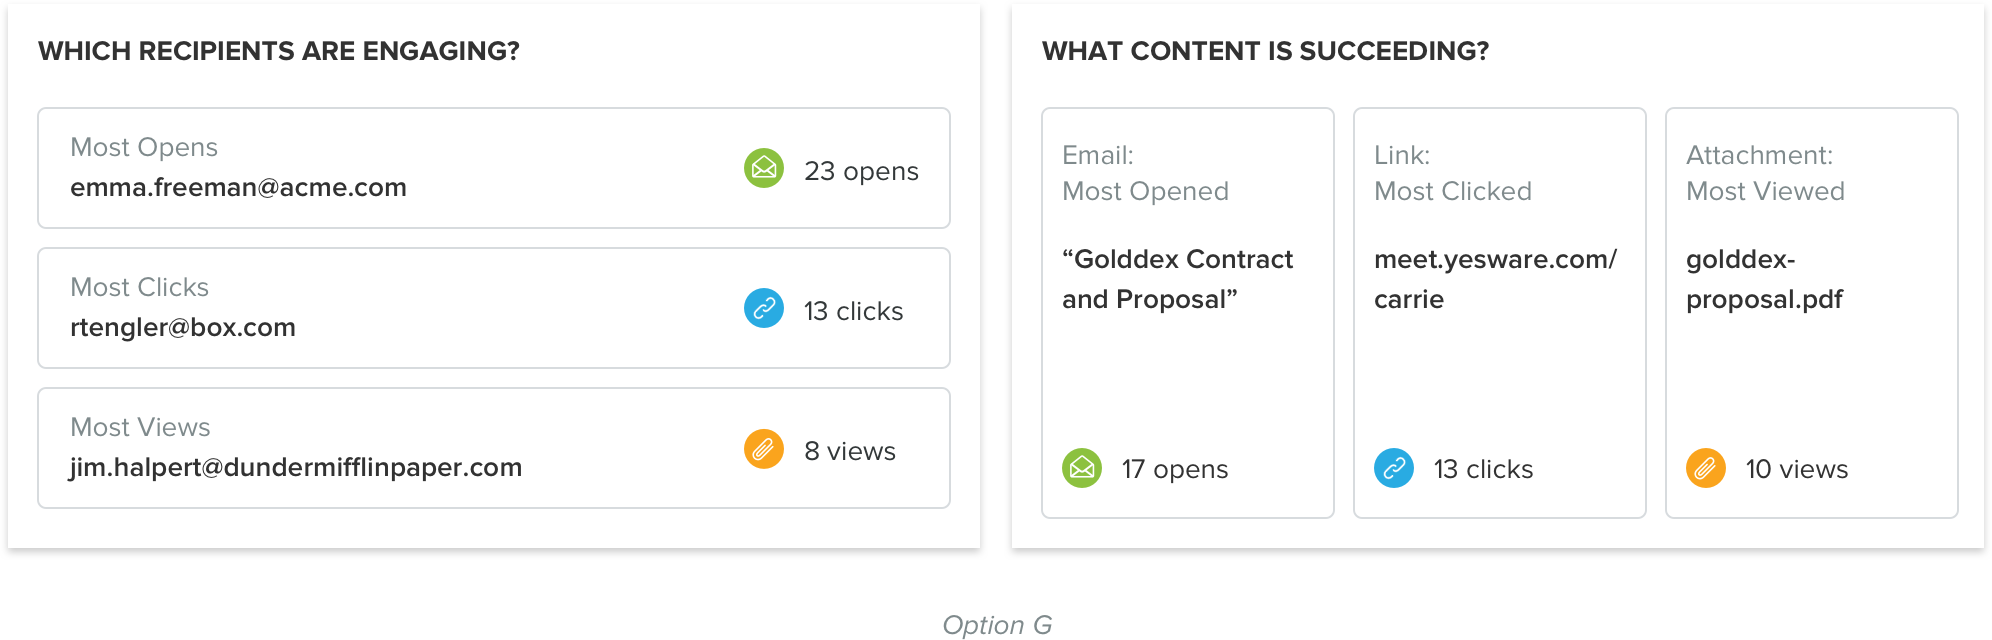 WHICH RECIPIENTS ARE ENGAGING?
Most Opens
emma.freeman@acme.com
23 opens
Most Clicks
rtengler@box.com
13 clicks
Most Views
jim.halpert@dundermifflinpaper.com
8 views
WHAT CONTENT IS SUCCEEDING?
Email:
Most Opened
“Golddex Contract
and Proposal”
17 opens
Link:
Most Clicked
meet.yesware.com/
carrie
13 clicks
Attachment:
Most Viewed
golddex-
proposal.pdf
10 views
Option G